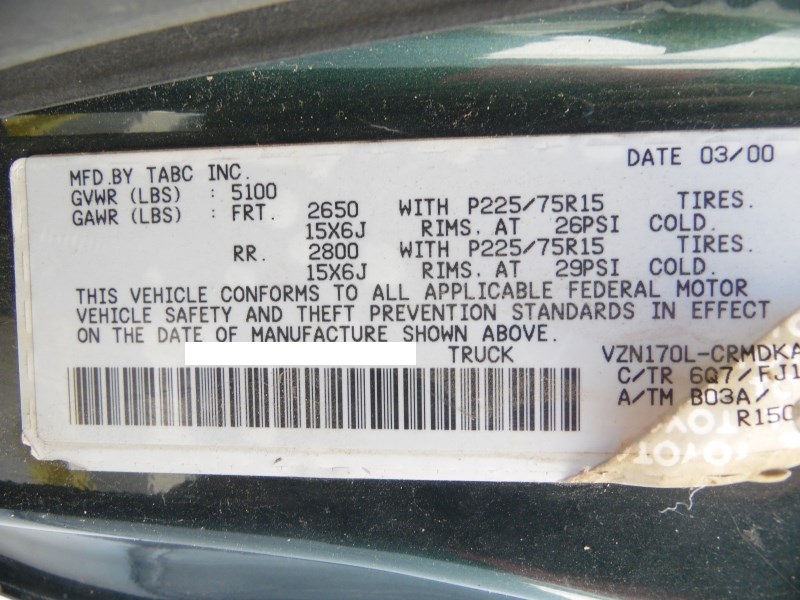 DATE 03/00
MFD.BY TABC INC.
GVWR (LBS) : 5100
GAWR (LBS) : FRT. 2650 WITH P225/75R15 TIRES.
15X6J RIMS. AT 26PSI COLD.
RR. 2800 WITH P225/75R15 TIRES.
15X6J RIMS. AT 29PSI COLD.
THIS VEHICLE CONFORMS TO ALL APPLICABLE FEDERAL MOTOR
VEHICLE SAFETY AND THEFT PREVENTION STANDARDS IN EFFECT
ON THE DATE OF MANUFACTURE SHOWN ABOVE.
TRUCK VZN170L-CRMDKA
C/TR 6Q7/FJ1
A/TM B03A/
R150
TOYOTA